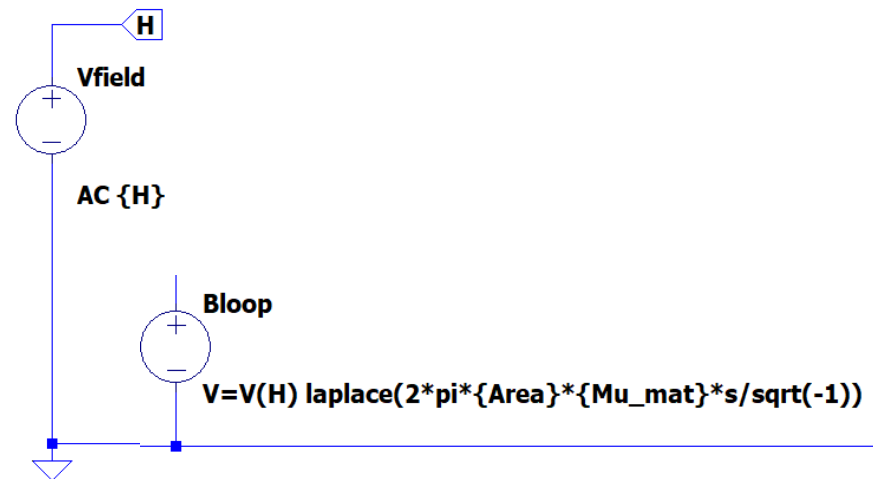 H
Vfield
AC {H}
Bloop
V=V(H) laplace(2*pi*{Area}*{Mu_mat}*s/sqrt(-1))